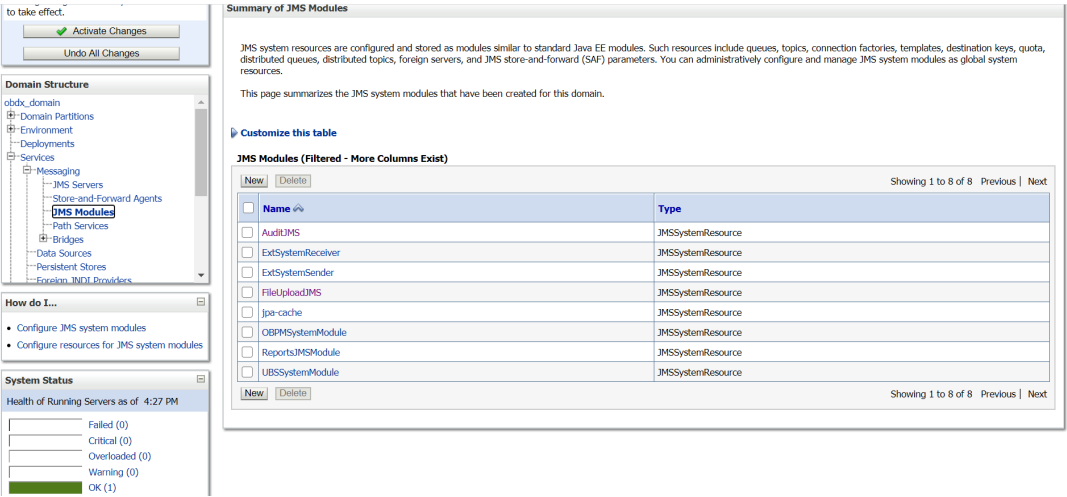 to take effect.
Activate Changes
Undo All Changes
Domain Structure
obdx_domain
Domain Partitions
Environment
Deployments
Services
Messaging
JMS Servers
Store-and-Forward Agents
JMS Modules
Path Services
Bridges
Data Sources
Persistent Stores
Foreign JNDI Providers
How do I...
Configure JMS system modules
Configure resources for JMS system modules
System Status
Health of Running Servers as of 4:27 PM
Failed (0)
Critical (0)
Overloaded (0)
Warning (0)
OK (1)
Summary of JMS Modules
JMS system resources are configured and stored as modules similar to standard Java EE modules. Such resources include queues, topics, connection factories, templates, destination keys, quota,
distributed queues, distributed topics, foreign servers, and JMS store-and-forward (SAF) parameters. You can administratively configure and manage JMS system modules as global system
resources.
This page summarizes the JMS system modules that have been created for this domain.
Customize this table
JMS Modules (Filtered - More Columns Exist)
New Delete Showing 1 to 8 of 8 Previous | Next
Name Type
AuditJMS JMSSystemResource
ExtSystemReceiver JMSSystemResource
ExtSystemSender JMSSystemResource
FileUploadJMS JMSSystemResource
jpa-cache JMSSystemResource
OBPMSystemModule JMSSystemResource
ReportsJMSModule JMSSystemResource
UBSSystemModule JMSSystemResource
New Delete Showing 1 to 8 of 8 Previous | Next